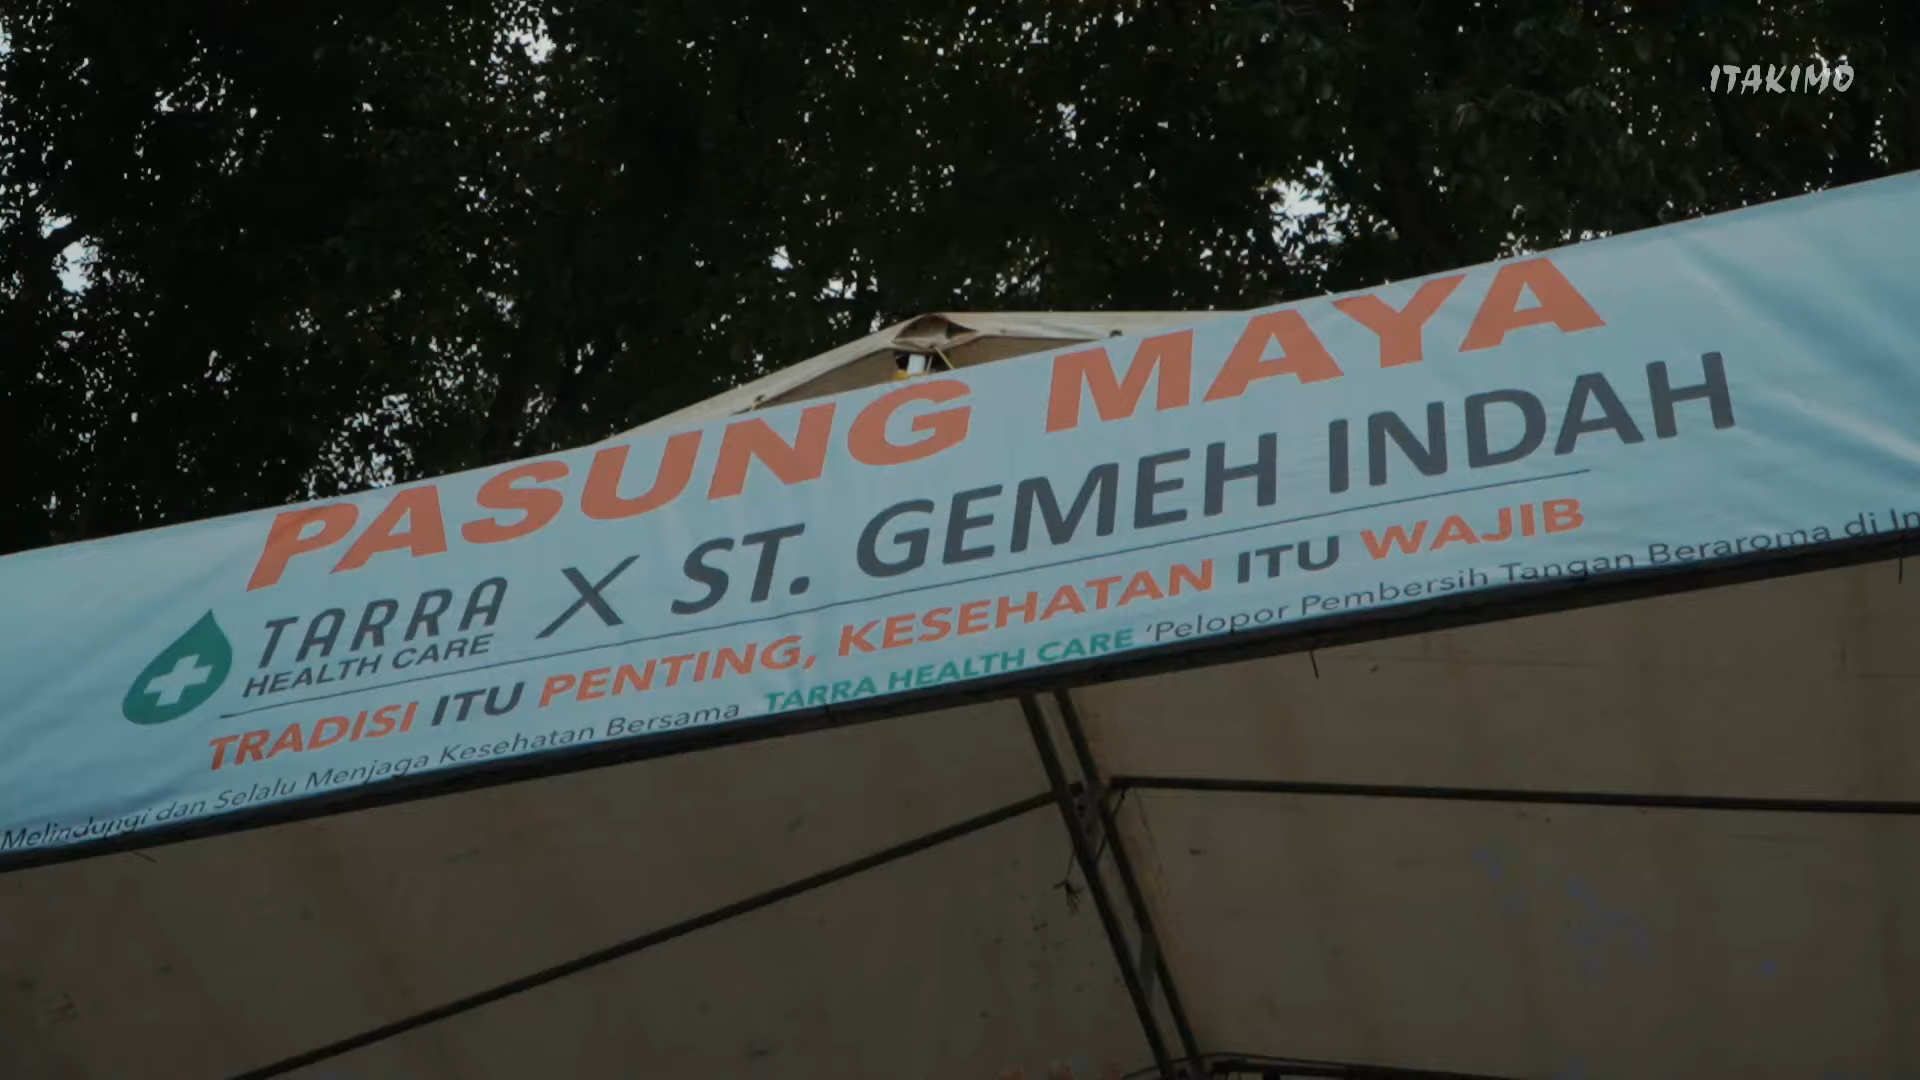 ITAKIMO
PASUNG MAYA
TARRA
HEALTH CARE
X ST. GEMEH INDAH
TRADISI ITU PENTING, KESEHATAN ITU WAJIB
Melindungi dan Selalu Menjaga Kesehatan Bersama TARRA HEALTH CARE 'Pelopor Pembersih Tangan Beraroma di